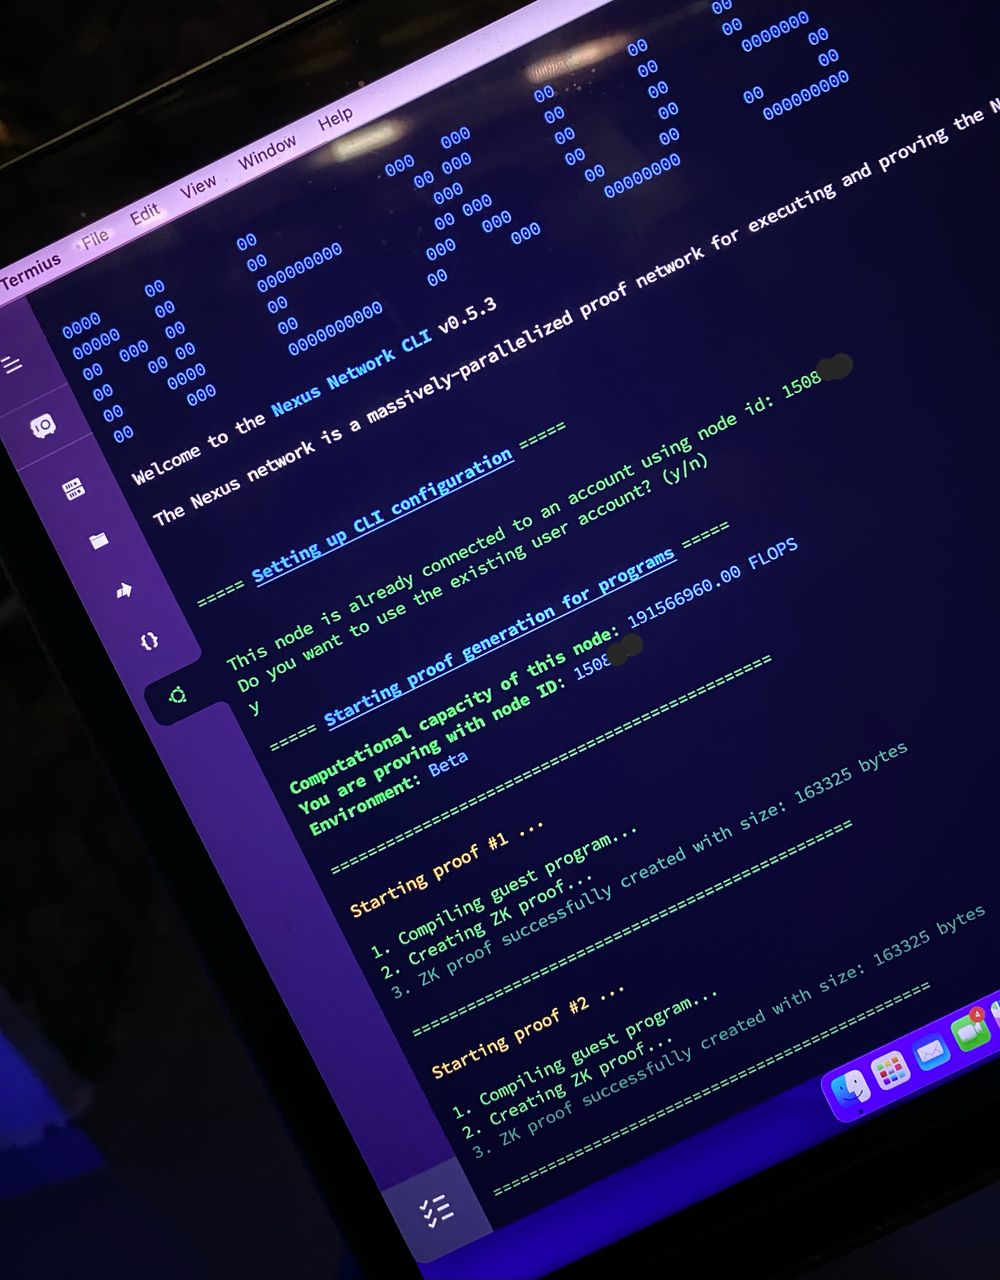 Termius File Edit View Window Help
NEXUS
Welcome to the Nexus Network CLI v0.5.3
The Nexus network is a massively-parallelized proof network for executing and proving the
===== Setting up CLI configuration =====
This node is already connected to an account using node id: 1508
Do you want to use the existing user account? (y/n)
y
===== Starting proof generation for programs =====
Computational capacity of this node: 191566960.00 FLOPS
You are proving with node ID: 1508
Environment: Beta
Starting proof #1 ...
1. Compiling guest program...
2. Creating ZK proof...
3. ZK proof successfully created with size: 163325 bytes
Starting proof #2 ...
1. Compiling guest program...
2. Creating ZK proof...
3. ZK proof successfully created with size: 163325 bytes
4